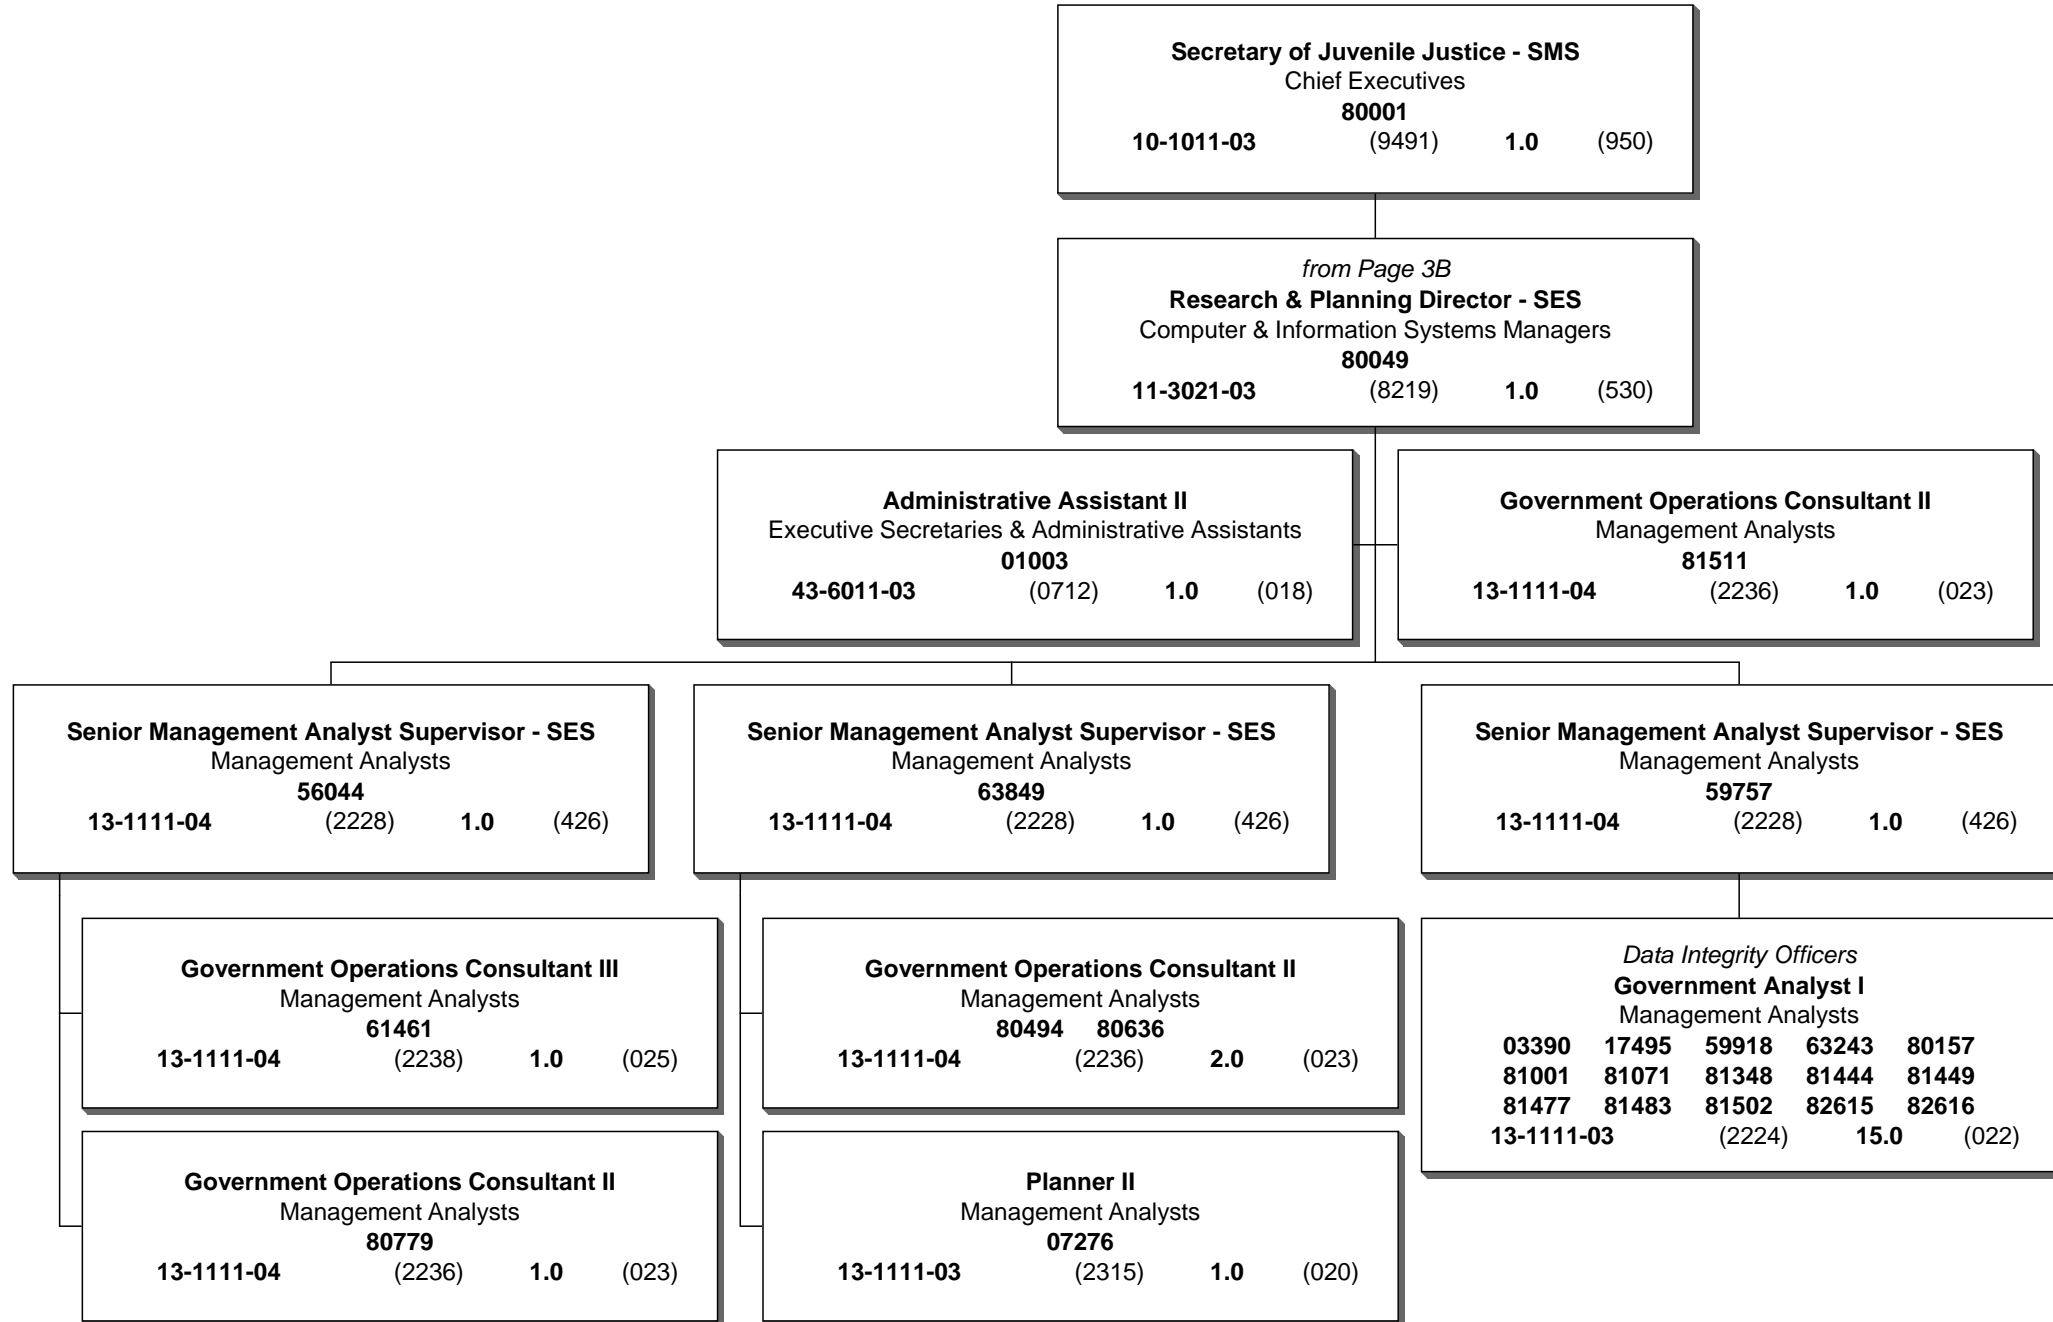 Secretary of Juvenile Justice - SMS
Chief Executives
80001
10-1011-03 (9491) 1.0 (950)
from Page 3B
Research & Planning Director - SES
Computer & Information Systems Managers
80049
11-3021-03 (8219) 1.0 (530)
Administrative Assistant II
Executive Secretaries & Administrative Assistants
01003
43-6011-03 (0712) 1.0 (018)
Government Operations Consultant II
Management Analysts
81511
13-1111-04 (2236) 1.0 (023)
Senior Management Analyst Supervisor - SES
Management Analysts
56044
13-1111-04 (2228) 1.0 (426)
Senior Management Analyst Supervisor - SES
Management Analysts
63849
13-1111-04 (2228) 1.0 (426)
Senior Management Analyst Supervisor - SES
Management Analysts
59757
13-1111-04 (2228) 1.0 (426)
Government Operations Consultant III
Management Analysts
61461
13-1111-04 (2238) 1.0 (025)
Government Operations Consultant II
Management Analysts
80494 80636
13-1111-04 (2236) 2.0 (023)
Data Integrity Officers
Government Analyst I
Management Analysts
03390 17495 59918 63243 80157
81001 81071 81348 81444 81449
81477 81483 81502 82615 82616
13-1111-03 (2224) 15.0 (022)
Government Operations Consultant II
Management Analysts
80779
13-1111-04 (2236) 1.0 (023)
Planner II
Management Analysts
07276
13-1111-03 (2315) 1.0 (020)